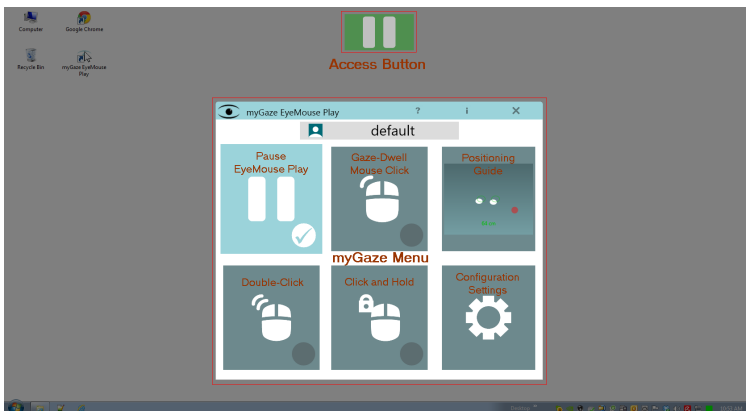 Computer
Google Chrome
Recycle Bin
myGaze EyeMouse
Play
Access Button
myGaze EyeMouse Play
?
i
default
Pause
EyeMouse Play
Gaze-Dwell
Mouse Click
Positioning
Guide
myGaze Menu
Double-Click
Click and Hold
Configuration
Settings
Desktop